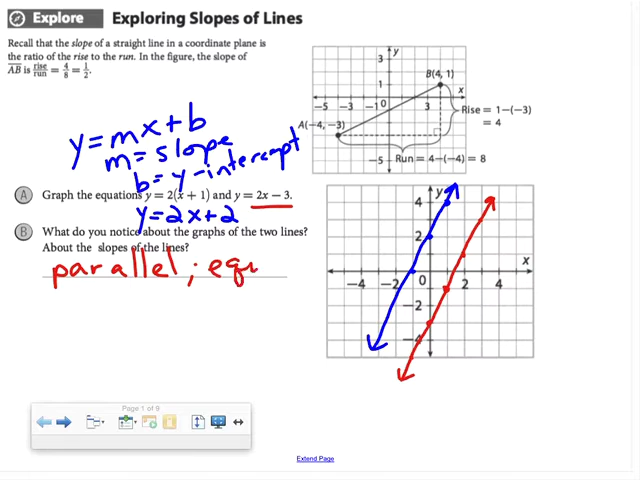 Explore Exploring Slopes of Lines
Recall that the slope of a straight line in a coordinate plane is
the ratio of the rise to the run. In the figure, the slope of
AB is rise/run = 4/8 = 1/2.
y
3
B(4, 1)
1
x
-5 -3 -1 0 3
Rise = 1-(-3)
= 4
A(-4, -3)
-5 Run = 4-(-4) = 8
y = mx + b
m = slope
b = y-intercept
A Graph the equations y = 2(x + 1) and y = 2x - 3.
y = 2x + 2
B What do you notice about the graphs of the two lines?
About the slopes of the lines?
parallel; equ
y
4
2
x
-4 -2 0 2 4
-2
-4
Page 1 of 9
Extend Page